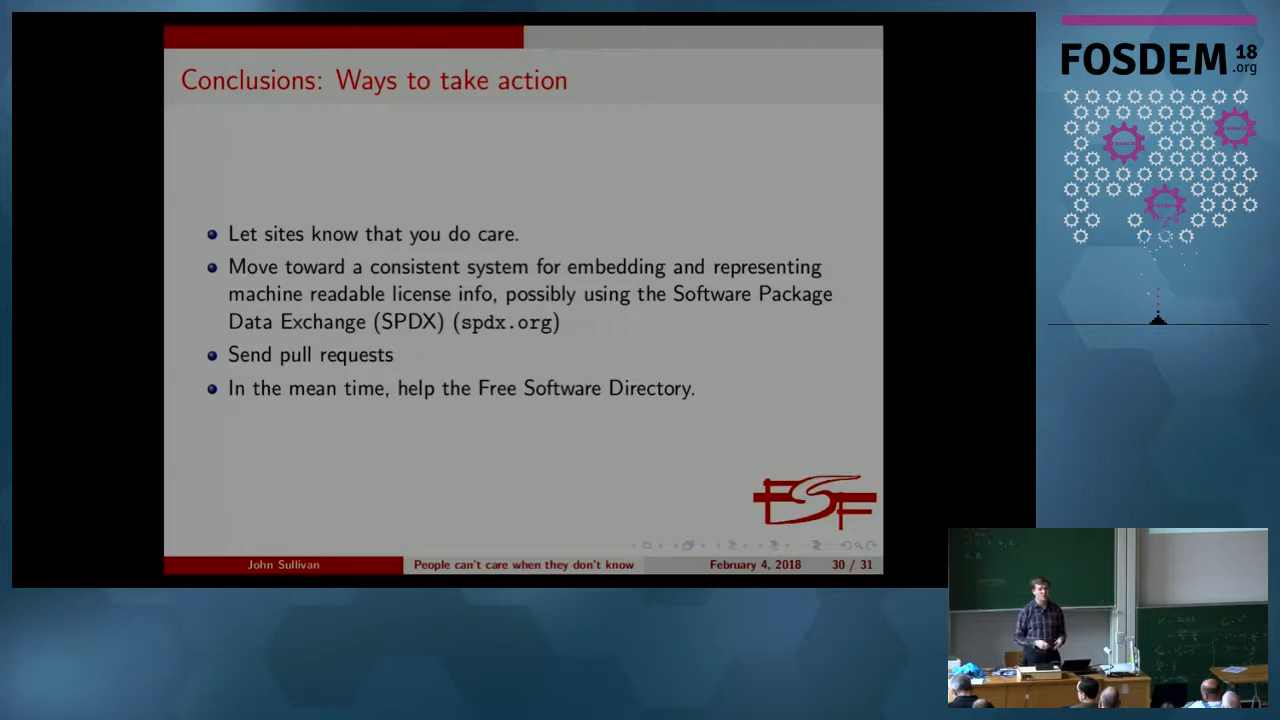 Conclusions: Ways to take action
Let sites know that you do care.
Move toward a consistent system for embedding and representing
machine readable license info, possibly using the Software Package
Data Exchange (SPDX) (spdx.org)
Send pull requests
In the mean time, help the Free Software Directory.
FSF
John Sullivan
People can't care when they don't know
February 4, 2018
30 / 31
FOSDEM 18
.org